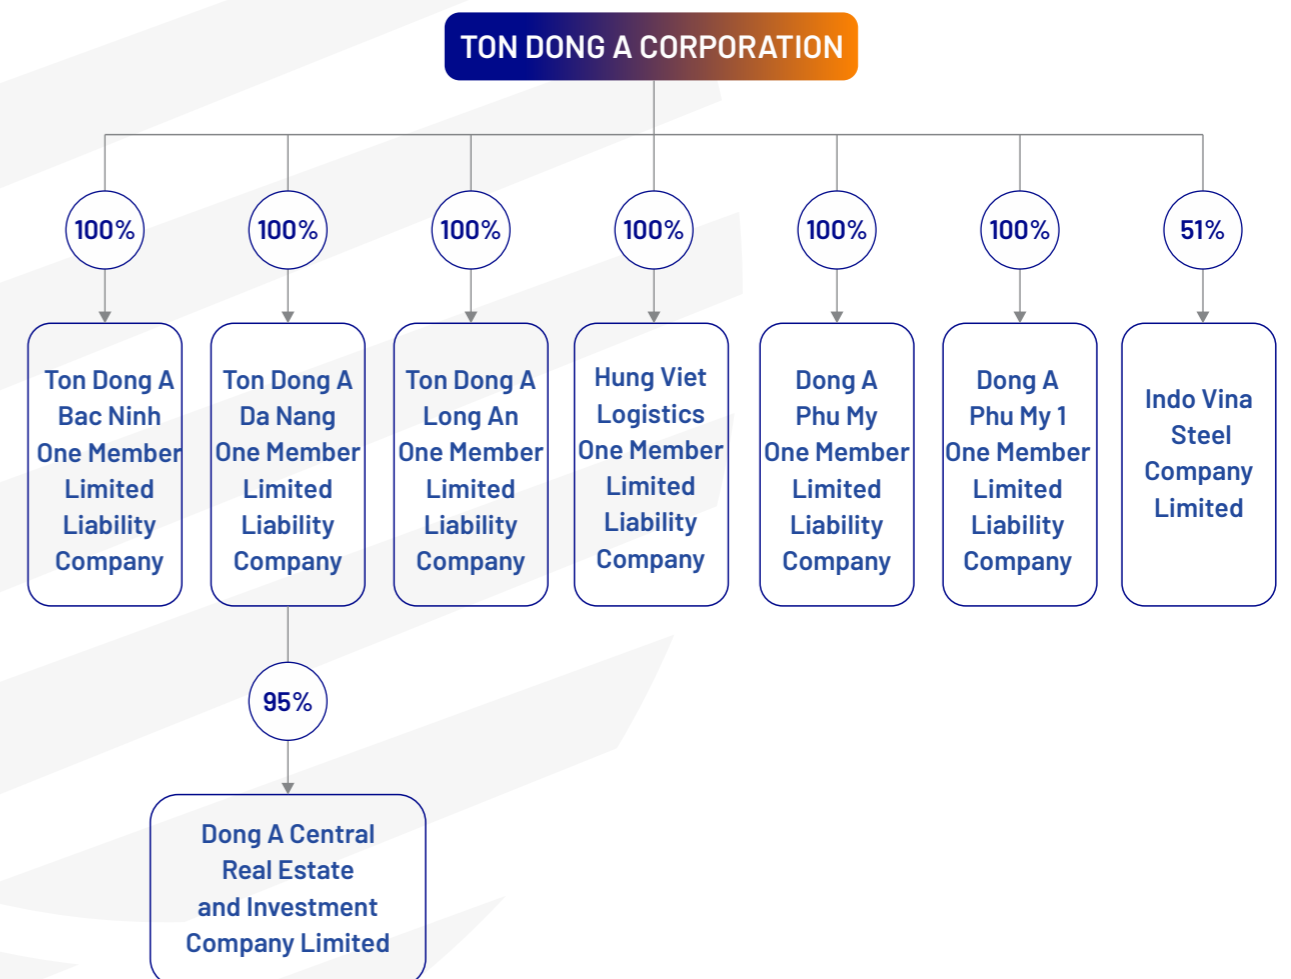 TON DONG A CORPORATION
100%
100%
100%
100%
100%
100%
51%
Ton Dong A
Bac Ninh
One Member
Limited
Liability
Company
Ton Dong A
Da Nang
One Member
Limited
Liability
Company
Ton Dong A
Long An
One Member
Limited
Liability
Company
Hung Viet
Logistics
One Member
Limited
Liability
Company
Dong A
Phu My
One Member
Limited
Liability
Company
Dong A
Phu My 1
One Member
Limited
Liability
Company
Indo Vina
Steel
Company
Limited
95%
Dong A Central
Real Estate
and Investment
Company Limited